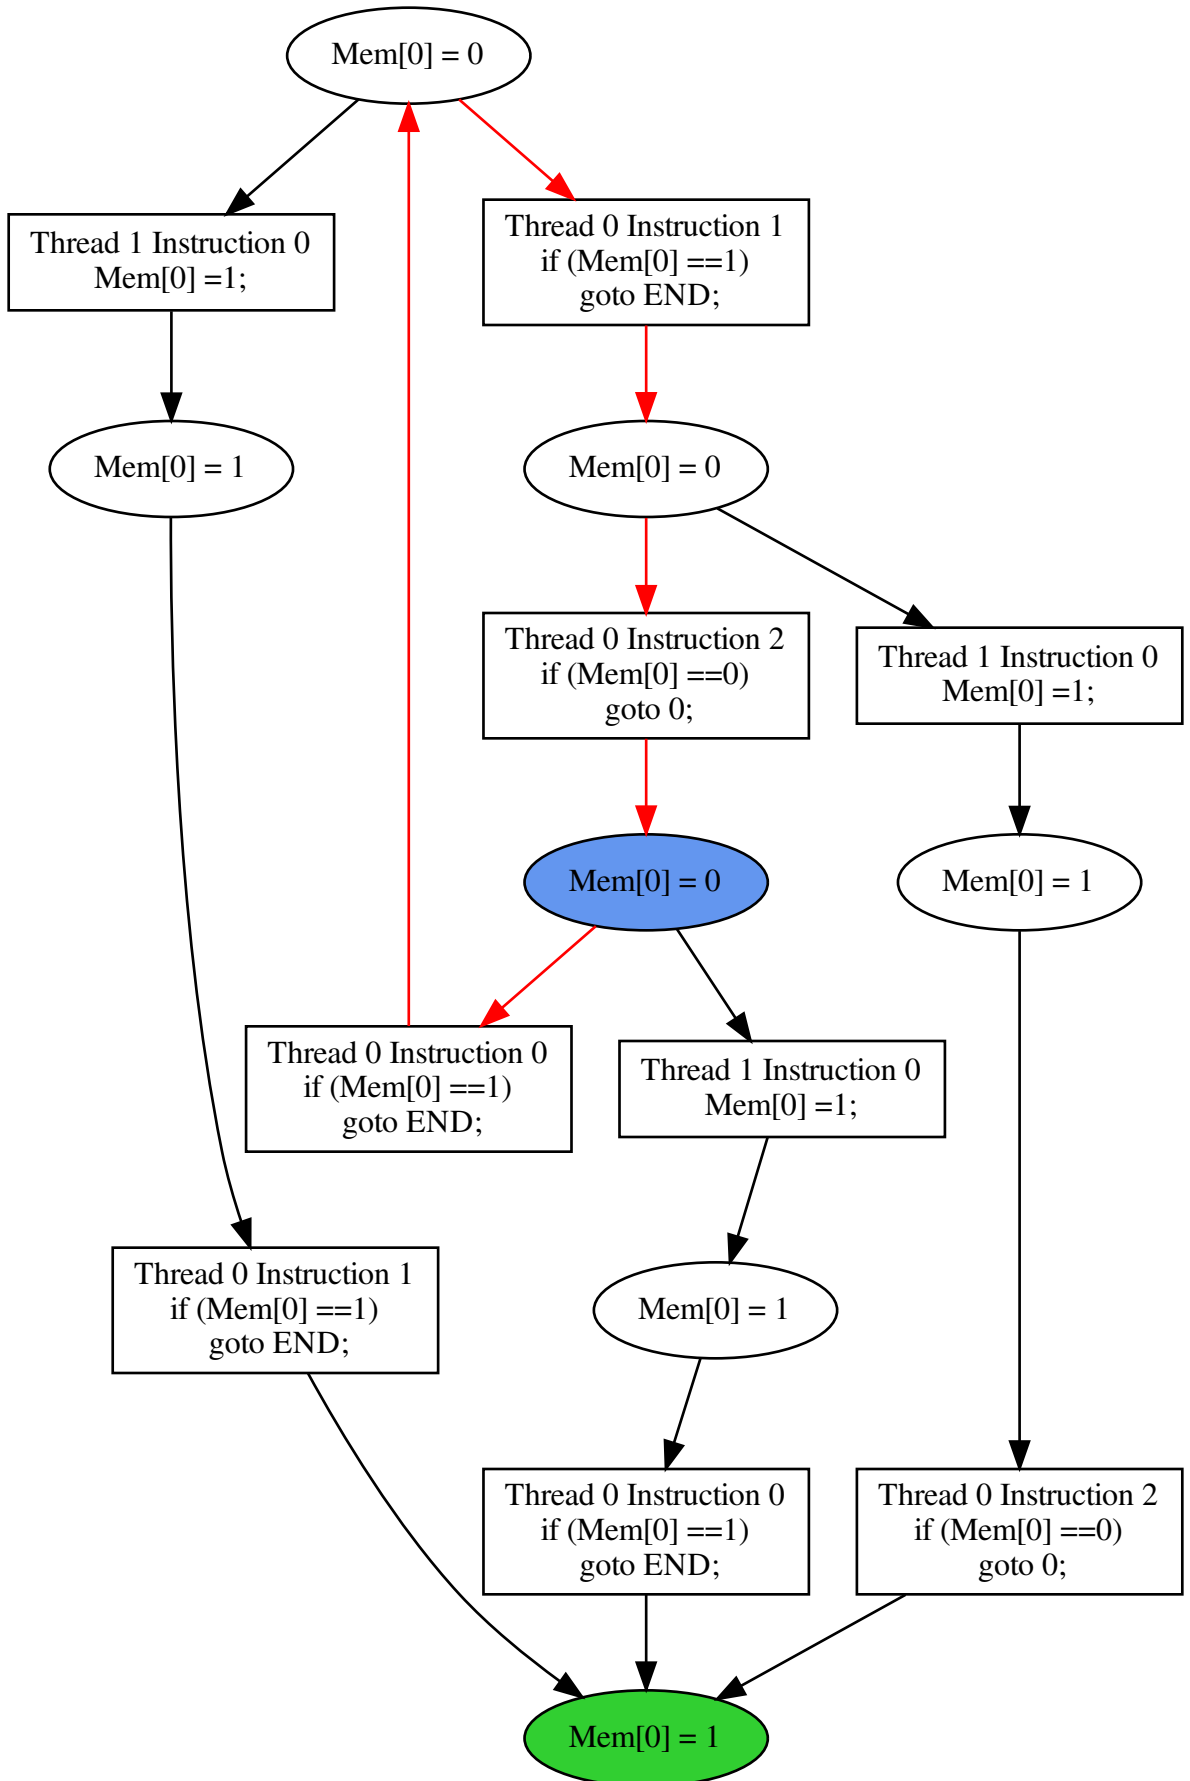 Mem[0] = 0
Thread 1 Instruction 0
Mem[0] =1;
Thread 0 Instruction 1
if (Mem[0] ==1)
goto END;
Mem[0] = 1
Mem[0] = 0
Thread 0 Instruction 2
if (Mem[0] ==0)
goto 0;
Thread 1 Instruction 0
Mem[0] =1;
Mem[0] = 0
Mem[0] = 1
Thread 0 Instruction 0
if (Mem[0] ==1)
goto END;
Thread 1 Instruction 0
Mem[0] =1;
Thread 0 Instruction 1
if (Mem[0] ==1)
goto END;
Mem[0] = 1
Thread 0 Instruction 0
if (Mem[0] ==1)
goto END;
Thread 0 Instruction 2
if (Mem[0] ==0)
goto 0;
Mem[0] = 1